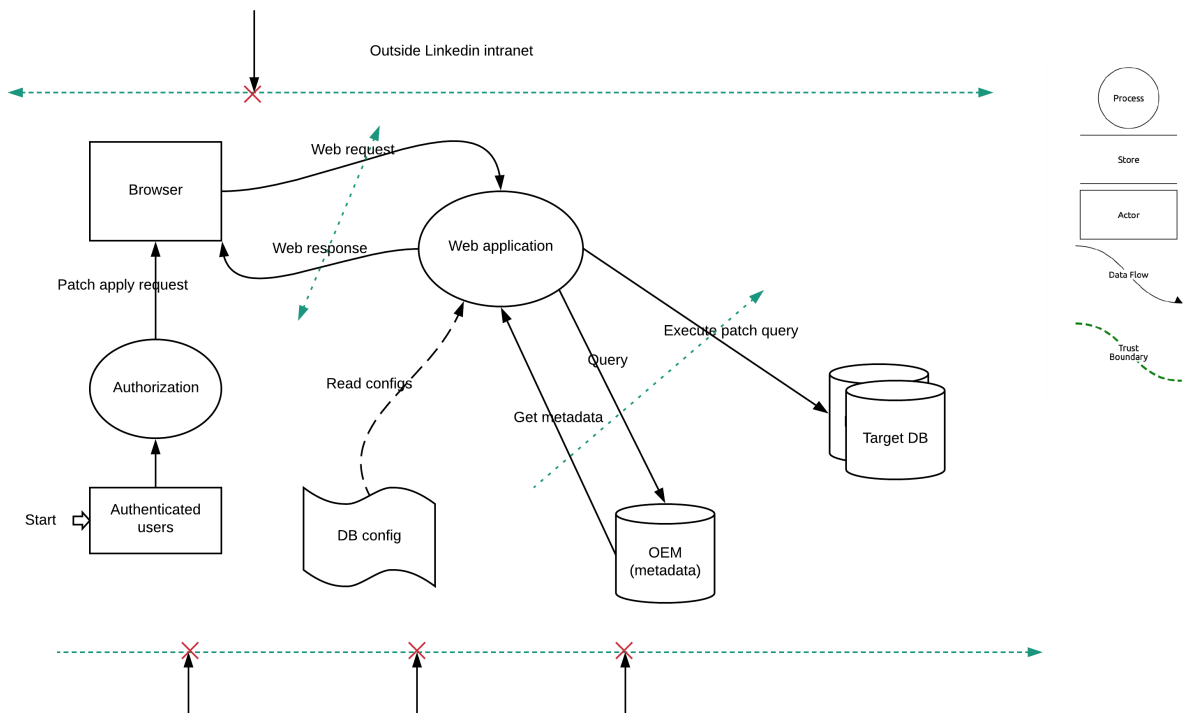 Outside Linkedin intranet
Process
Store
Actor
Data Flow
Trust
Boundary
Web request
Browser
Web application
Web response
Patch apply request
Execute patch query
Query
Read configs
Authorization
Get metadata
Target DB
Authenticated
users
Start
DB config
OEM
(metadata)